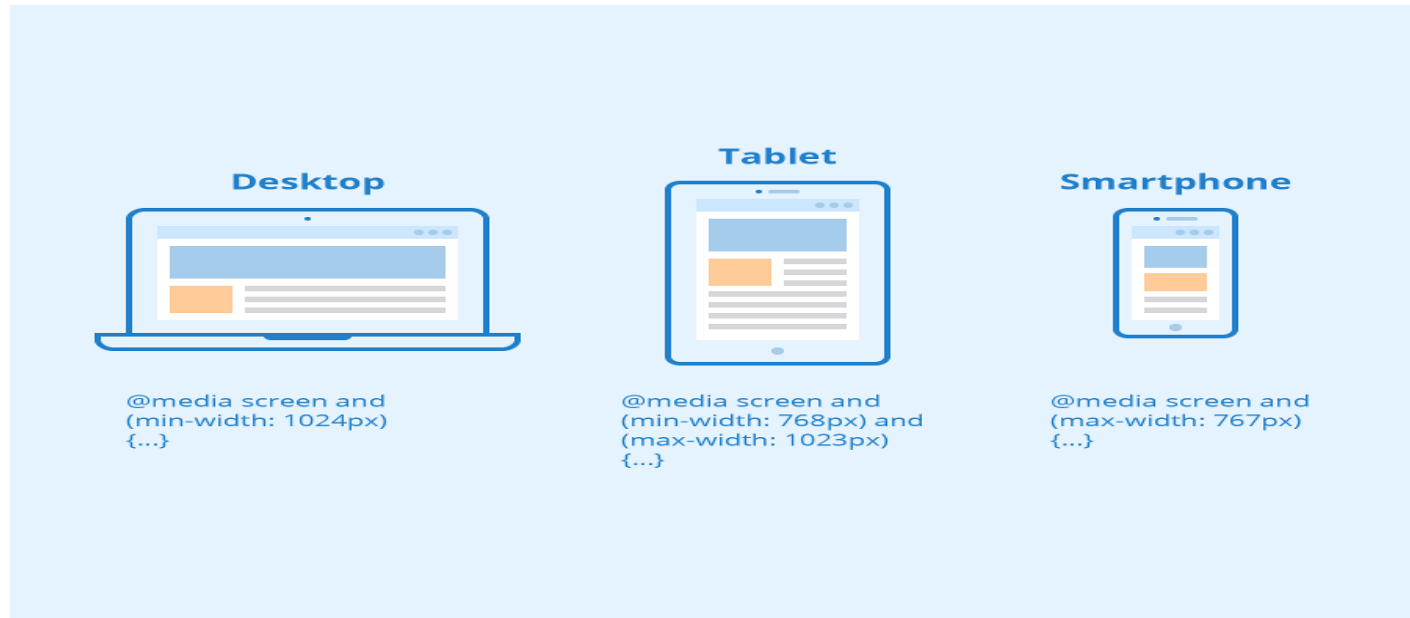 Desktop
@media screen and
(min-width: 1024px)
{...}
Tablet
@media screen and
(min-width: 768px) and
(max-width: 1023px)
{...}
Smartphone
@media screen and
(max-width: 767px)
{...}